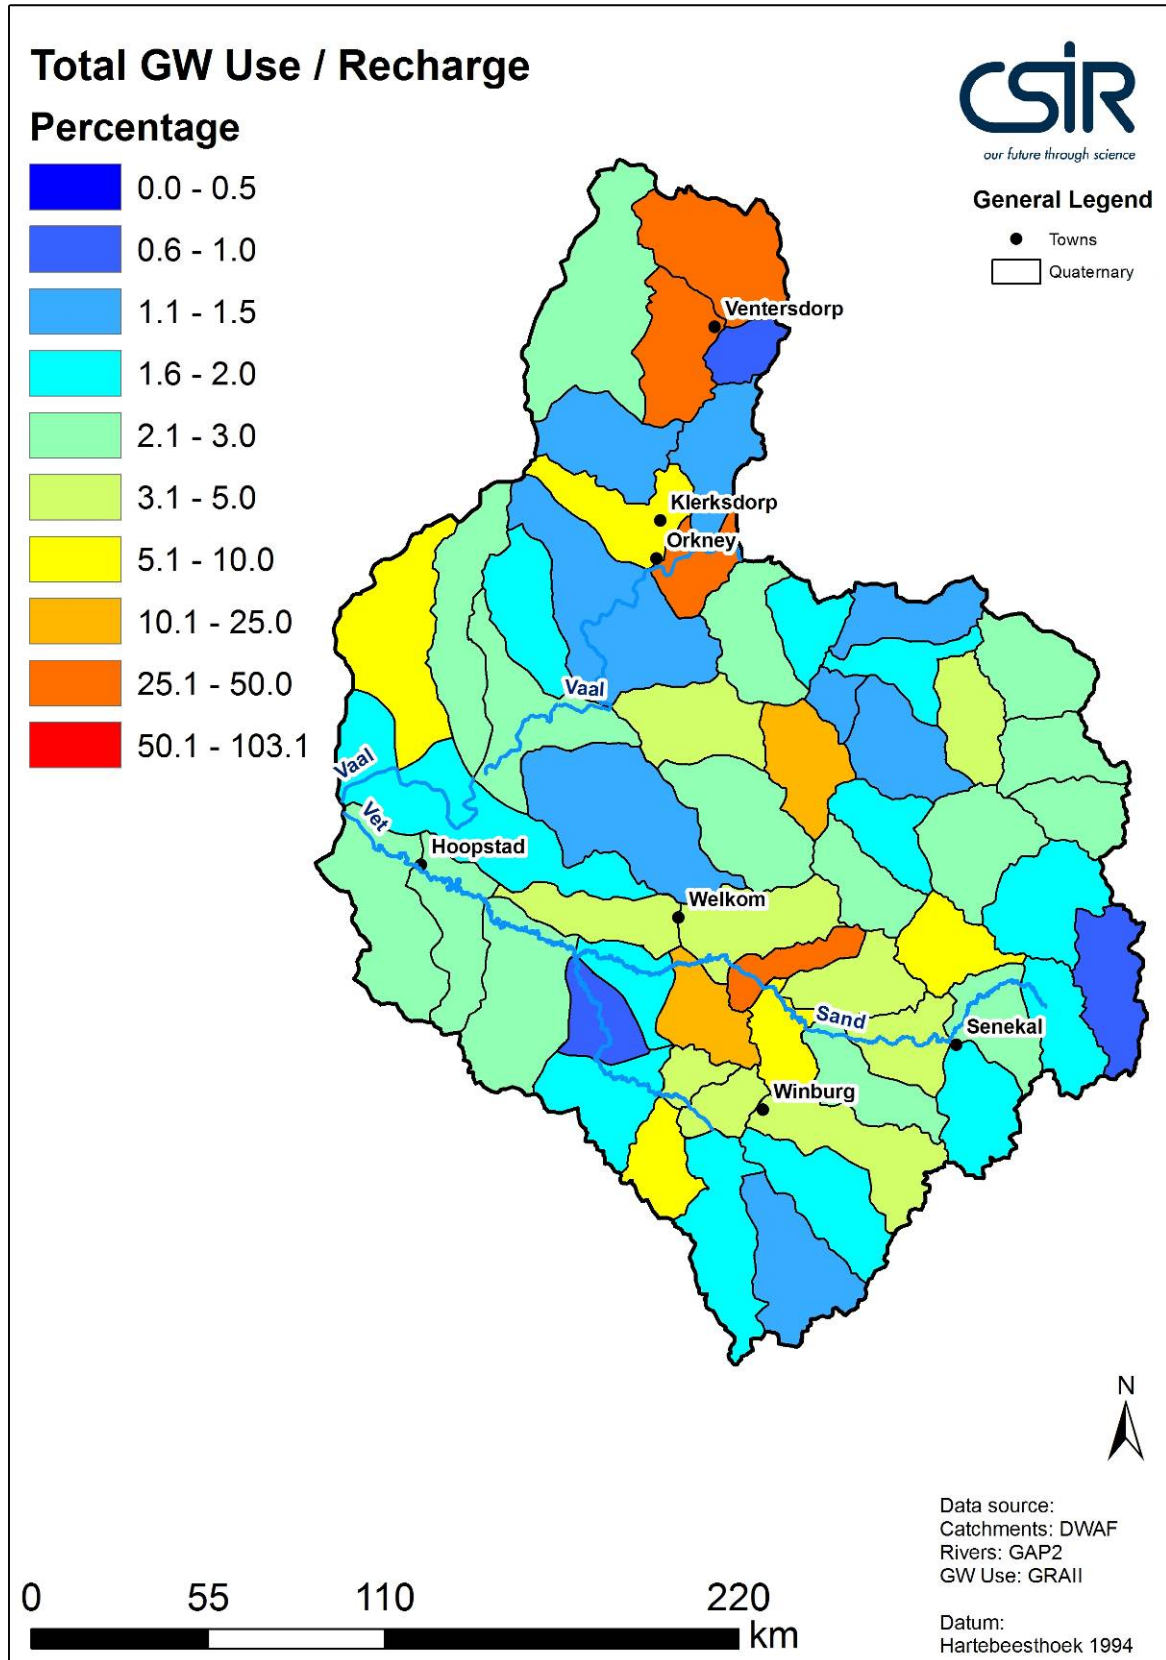 Total GW Use / Recharge
Percentage
0.0 - 0.5
0.6 - 1.0
1.1 - 1.5
1.6 - 2.0
2.1 - 3.0
3.1 - 5.0
5.1 - 10.0
10.1 - 25.0
25.1 - 50.0
50.1 - 103.1
CSIR
our future through science
General Legend
Towns
Quaternary
Ventersdorp
Klerksdorp
Orkney
Vaal
Vaal
Vet
Hoopstad
Welkom
Sand
Senekal
Winburg
N
Data source:
Catchments: DWAF
Rivers: GAP2
GW Use: GRAII
Datum:
Hartebeesthoek 1994
0 55 110 220
km